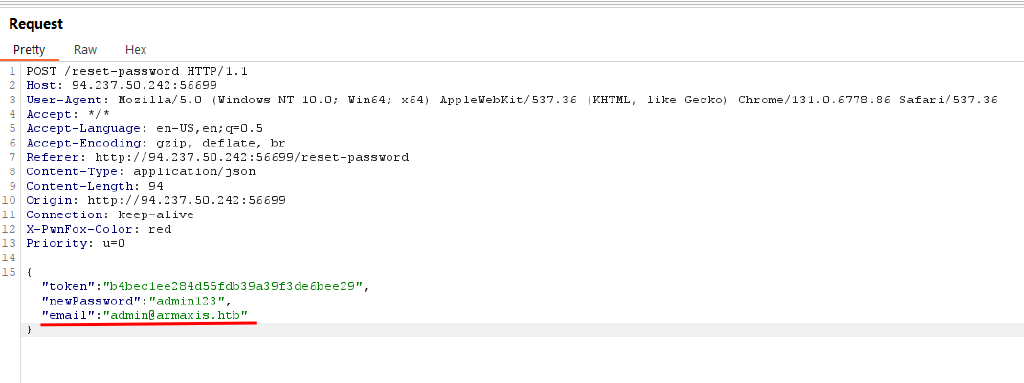 Request
Pretty Raw Hex
1 POST /reset-password HTTP/1.1
2 Host: 94.237.50.242:56699
3 User-Agent: Mozilla/5.0 (Windows NT 10.0; Win64; x64) AppleWebKit/537.36 (KHTML, like Gecko) Chrome/131.0.6778.86 Safari/537.36
4 Accept: */*
5 Accept-Language: en-US,en;q=0.5
6 Accept-Encoding: gzip, deflate, br
7 Referer: http://94.237.50.242:56699/reset-password
8 Content-Type: application/json
9 Content-Length: 94
10 Origin: http://94.237.50.242:56699
11 Connection: keep-alive
12 X-PwnFox-Color: red
13 Priority: u=0
14
15 {
"token":"b4bec1ee284d55fdb39a39f3de6bee29",
"newPassword":"admin123",
"email":"admin@armaxis.htb"
}